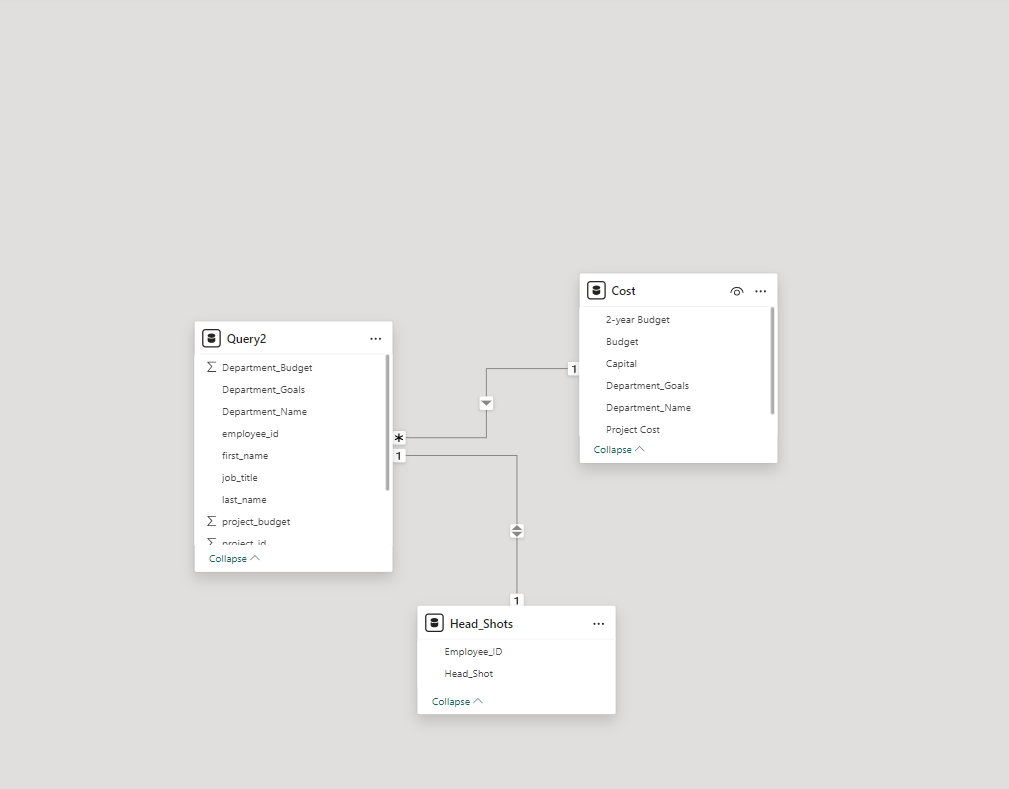 Query2
Σ Department_Budget
Department_Goals
Department_Name
employee_id
first_name
job_title
last_name
Σ project_budget
Σ project_id
Collapse
*
1
1
1
Cost
2-year Budget
Budget
Capital
Department_Goals
Department_Name
Project Cost
Collapse
Head_Shots
Employee_ID
Head_Shot
Collapse